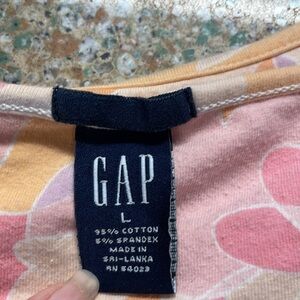 GAP
L
95% COTTON
5% SPANDEX
MADE IN
SRI-LANKA
RN 54023